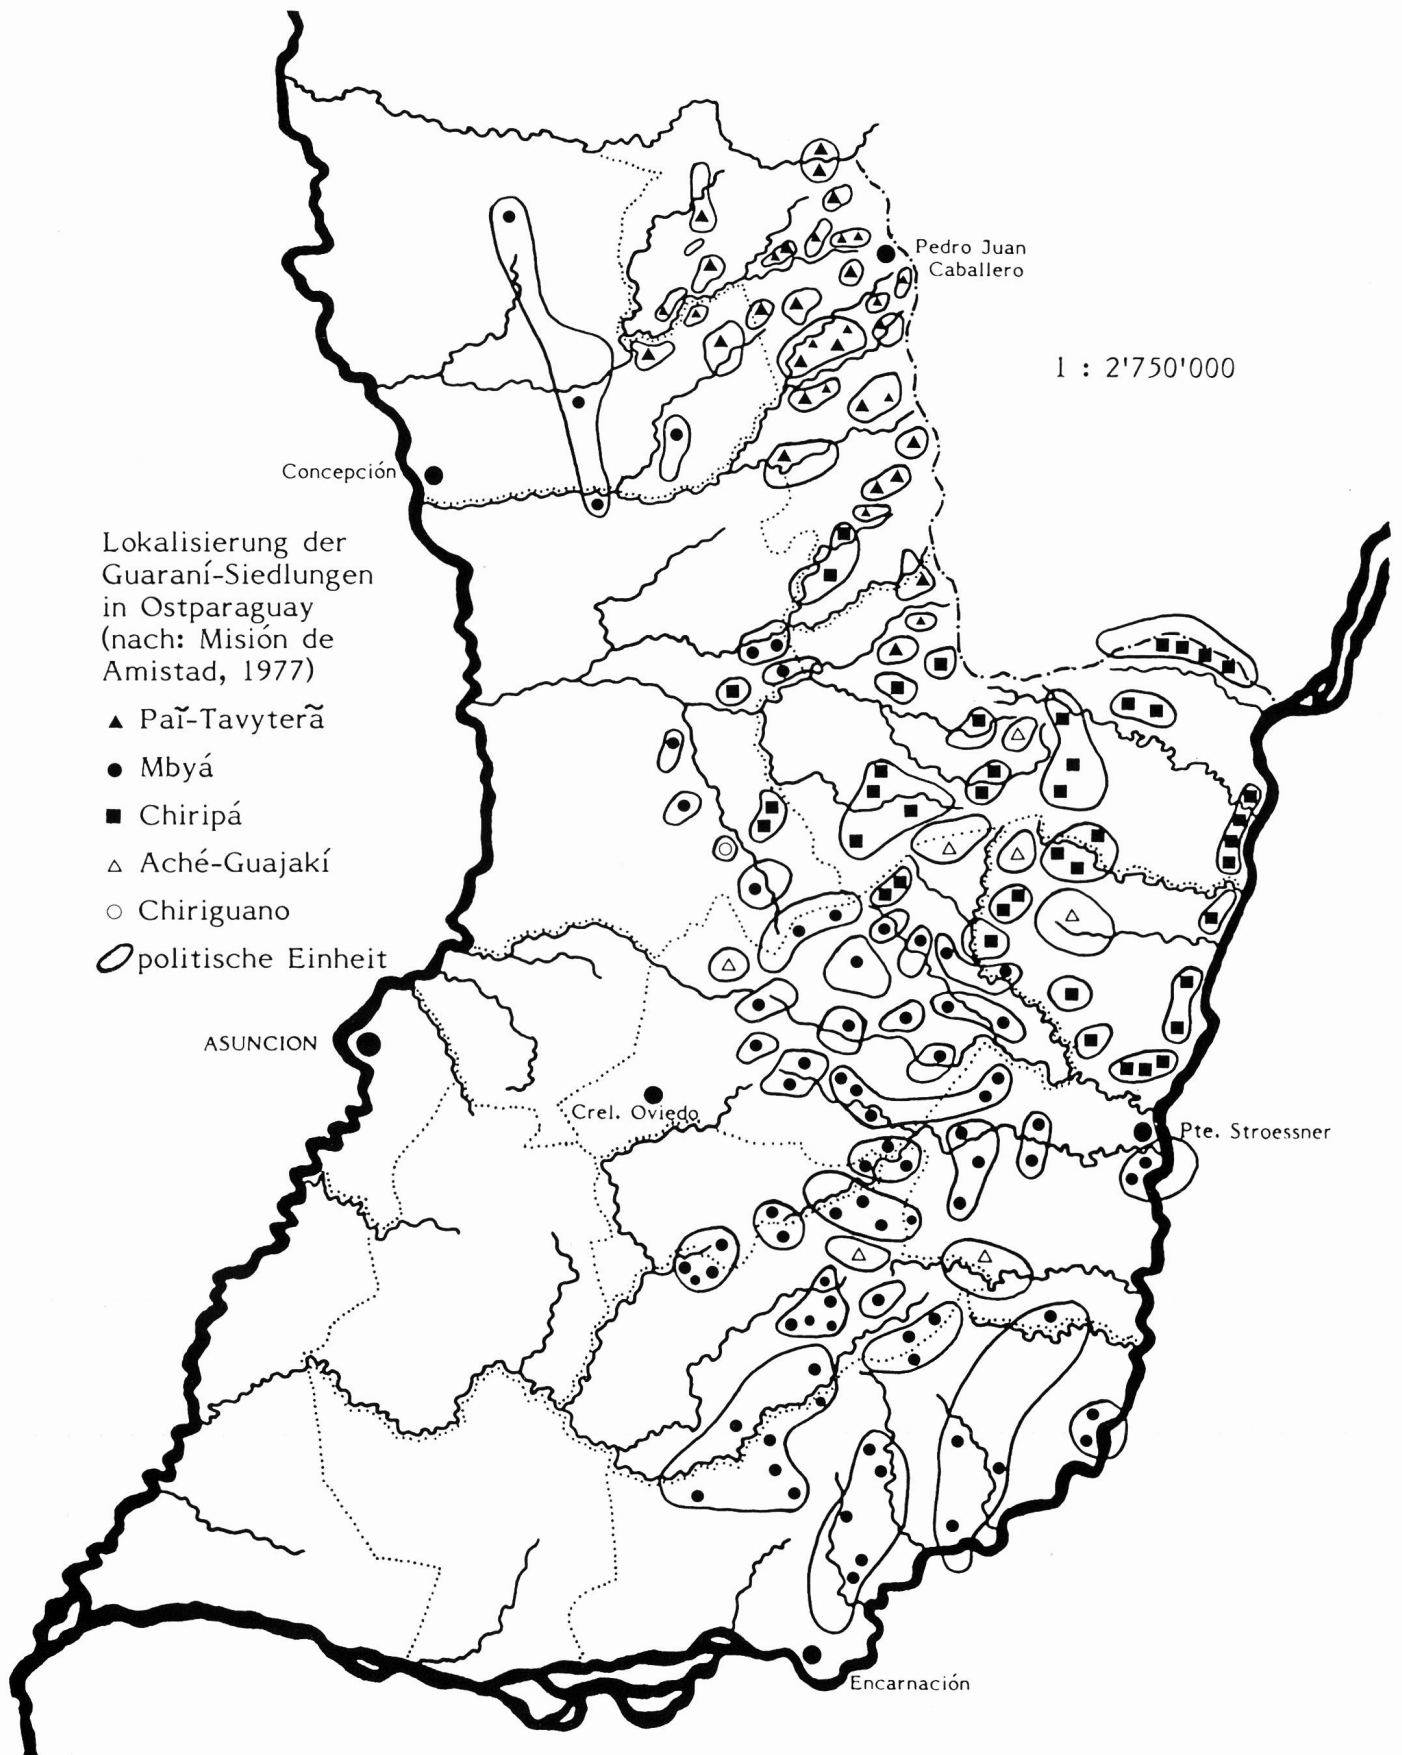 Pedro Juan
Caballero
1 : 2'750'000
Concepción
Lokalisierung der
Guaraní-Siedlungen
in Ostparaguay
(nach: Misión de
Amistad, 1977)
Paĩ-Tavyterã
Mbyá
Chiripá
Aché-Guajakí
Chiriguano
politische Einheit
ASUNCION
Crel. Oviedo
Pte. Stroessner
Encarnación